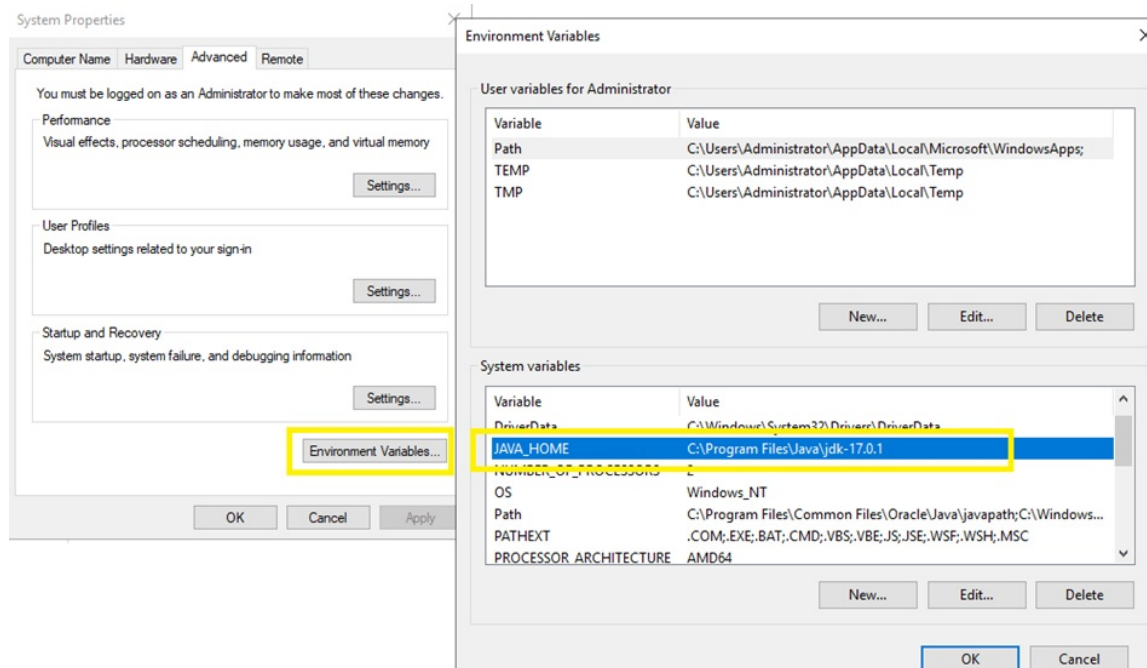 System Properties
Computer Name Hardware Advanced Remote
You must be logged on as an Administrator to make most of these changes.
Performance
Visual effects, processor scheduling, memory usage, and virtual memory
Settings...
User Profiles
Desktop settings related to your sign-in
Settings...
Startup and Recovery
System startup, system failure, and debugging information
Settings...
Environment Variables...
OK Cancel Apply
Environment Variables
User variables for Administrator
Variable Value
Path C:\Users\Administrator\AppData\Local\Microsoft\WindowsApps;
TEMP C:\Users\Administrator\AppData\Local\Temp
TMP C:\Users\Administrator\AppData\Local\Temp
New... Edit... Delete
System variables
Variable Value
DriverData C:\Windows\System32\Drivers\DriverData
JAVA_HOME C:\Program Files\Java\jdk-17.0.1
NUMBER_OF_PROCESSORS 2
OS Windows_NT
Path C:\Program Files\Common Files\Oracle\Java\javapath;C:\Windows...
PATHEXT .COM;.EXE;.BAT;.CMD;.VBS;.VBE;.JS;.JSE;.WSF;.WSH;.MSC
PROCESSOR_ARCHITECTURE AMD64
New... Edit... Delete
OK Cancel